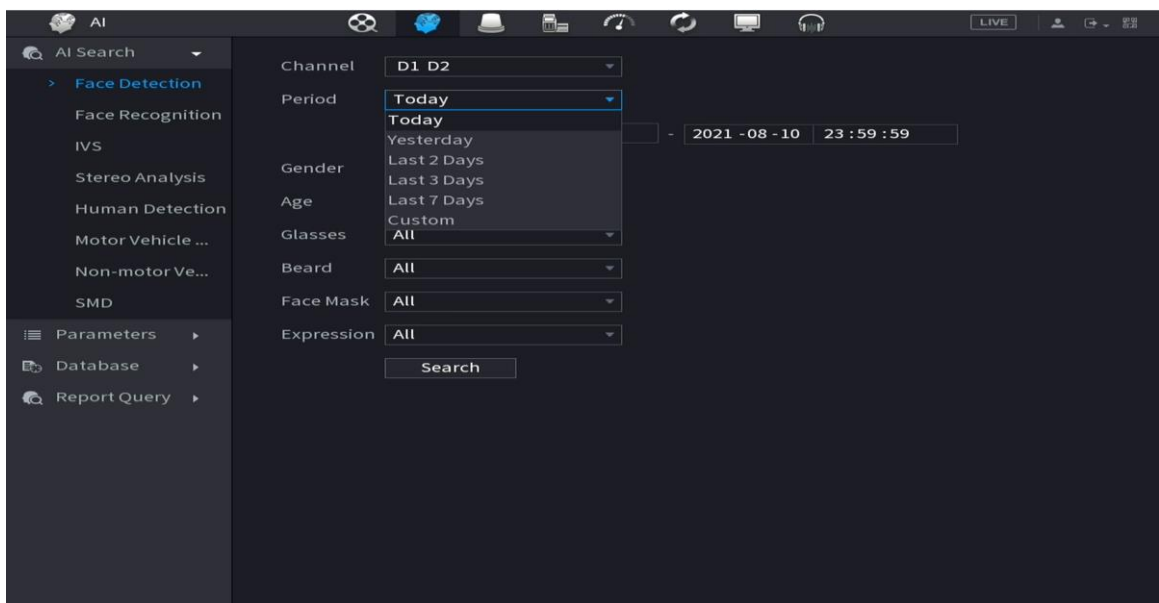 AI
LIVE
AI Search
Face Detection
Face Recognition
IVS
Stereo Analysis
Human Detection
Motor Vehicle ...
Non-motor Ve...
SMD
Parameters
Database
Report Query
Channel D1 D2
Period Today
Today
Yesterday
Last 2 Days
Last 3 Days
Last 7 Days
Custom
- 2021 -08 -10 23 :59 :59
Gender
Age
Glasses All
Beard All
Face Mask All
Expression All
Search